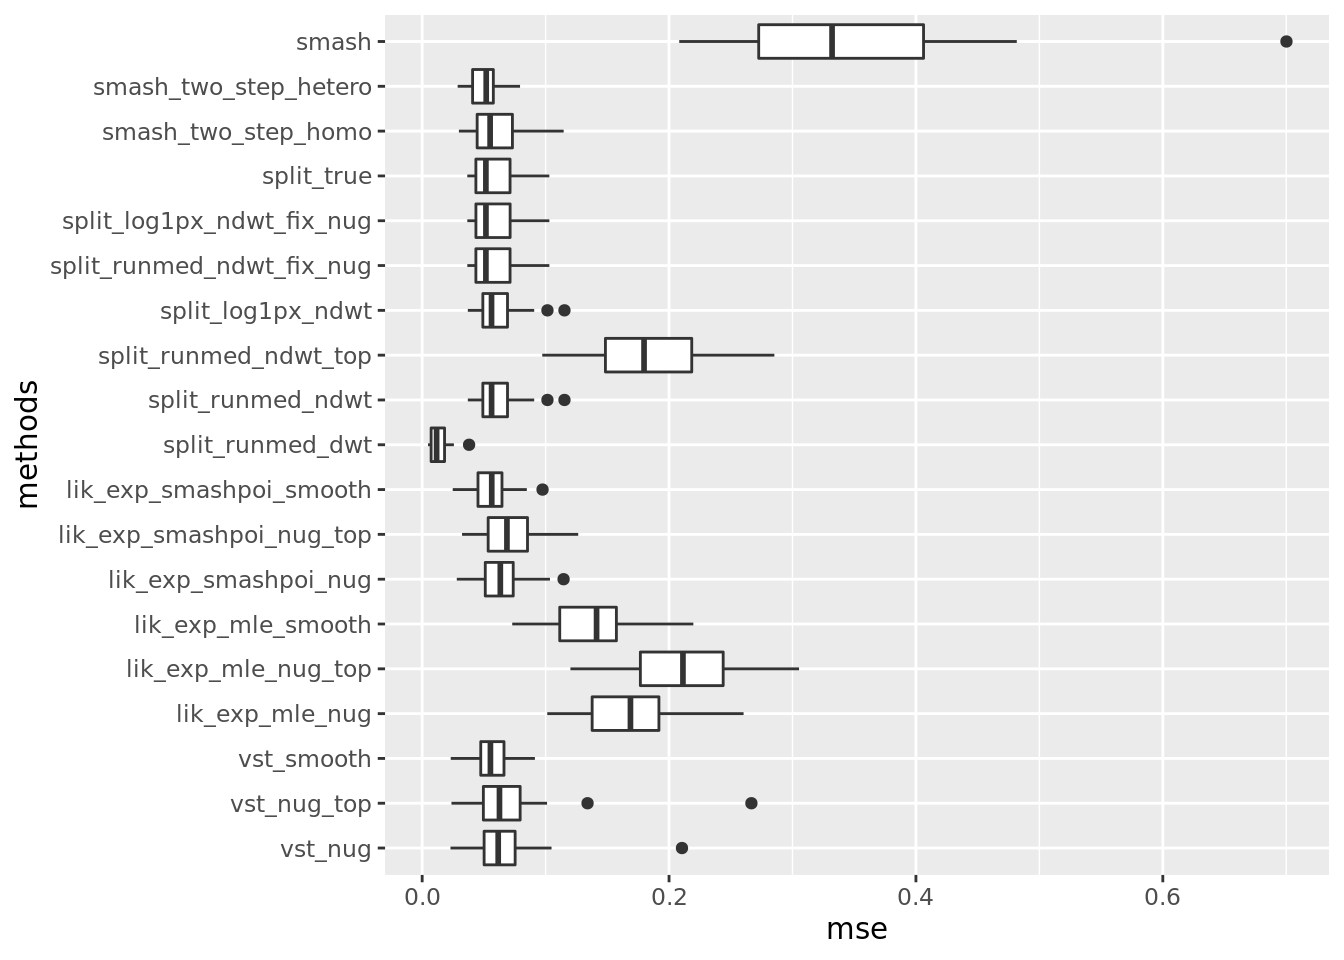 smash
smash_two_step_hetero
smash_two_step_homo
split_true
split_log1px_ndwt_fix_nug
split_runmed_ndwt_fix_nug
split_log1px_ndwt
split_runmed_ndwt_top
split_runmed_ndwt
split_runmed_dwt
lik_exp_smashpoi_smooth
lik_exp_smashpoi_nug_top
lik_exp_smashpoi_nug
lik_exp_mle_smooth
lik_exp_mle_nug_top
lik_exp_mle_nug
vst_smooth
vst_nug_top
vst_nug
methods
0.0 0.2 0.4 0.6
mse